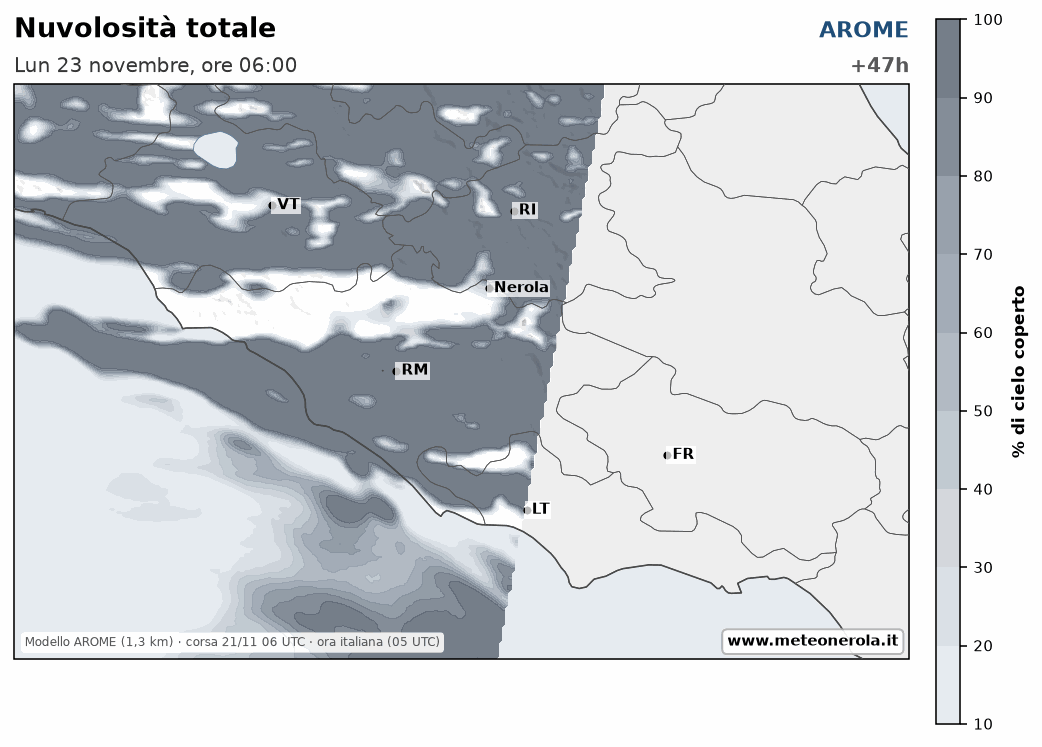 Nuvolosità totale
AROME
Lun 23 novembre, ore 06:00
+47h
100
90
80
70
60
50
40
30
20
10
% di cielo coperto
VT
RI
Nerola
RM
FR
LT
Modello AROME (1,3 km) · corsa 21/11 06 UTC · ora italiana (05 UTC)
www.meteonerola.it